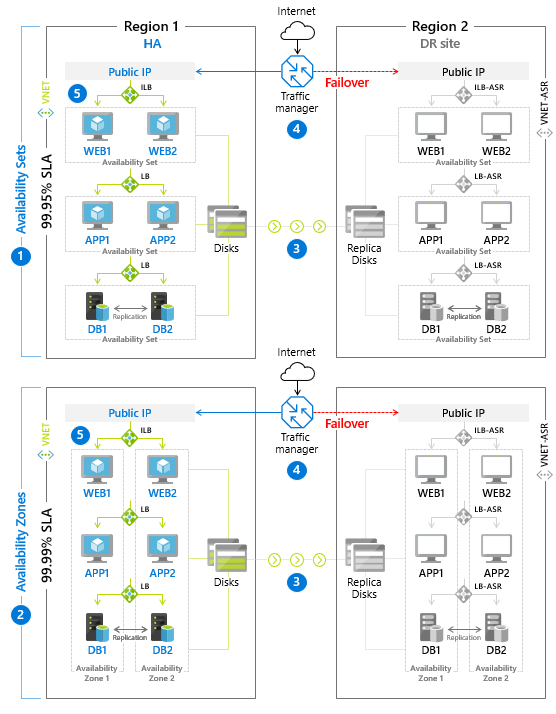 Region 1
HA
Internet
Region 2
DR site
Public IP
Traffic
manager
Failover
Public IP
4
5
ILB
ILB-ASR
VNET
VNET-ASR
WEB1
WEB2
Availability Set
WEB1
WEB2
Availability Set
Availability Sets
99.95% SLA
1
LB
LB-ASR
APP1
APP2
Availability Set
Disks
3
Replica
Disks
APP1
APP2
Availability Set
LB
LB-ASR
Replication
DB1
DB2
Availability Set
Replication
DB1
DB2
Availability Set
Internet
Public IP
Traffic
manager
Failover
Public IP
4
5
ILB
ILB-ASR
VNET
VNET-ASR
WEB1
WEB2
WEB1
WEB2
Availability Zones
99.99% SLA
2
LB
LB-ASR
APP1
APP2
Disks
3
Replica
Disks
APP1
APP2
LB
LB-ASR
Replication
DB1
DB2
Replication
DB1
DB2
Availability
Zone 1
Availability
Zone 2
Availability
Zone 1
Availability
Zone 2